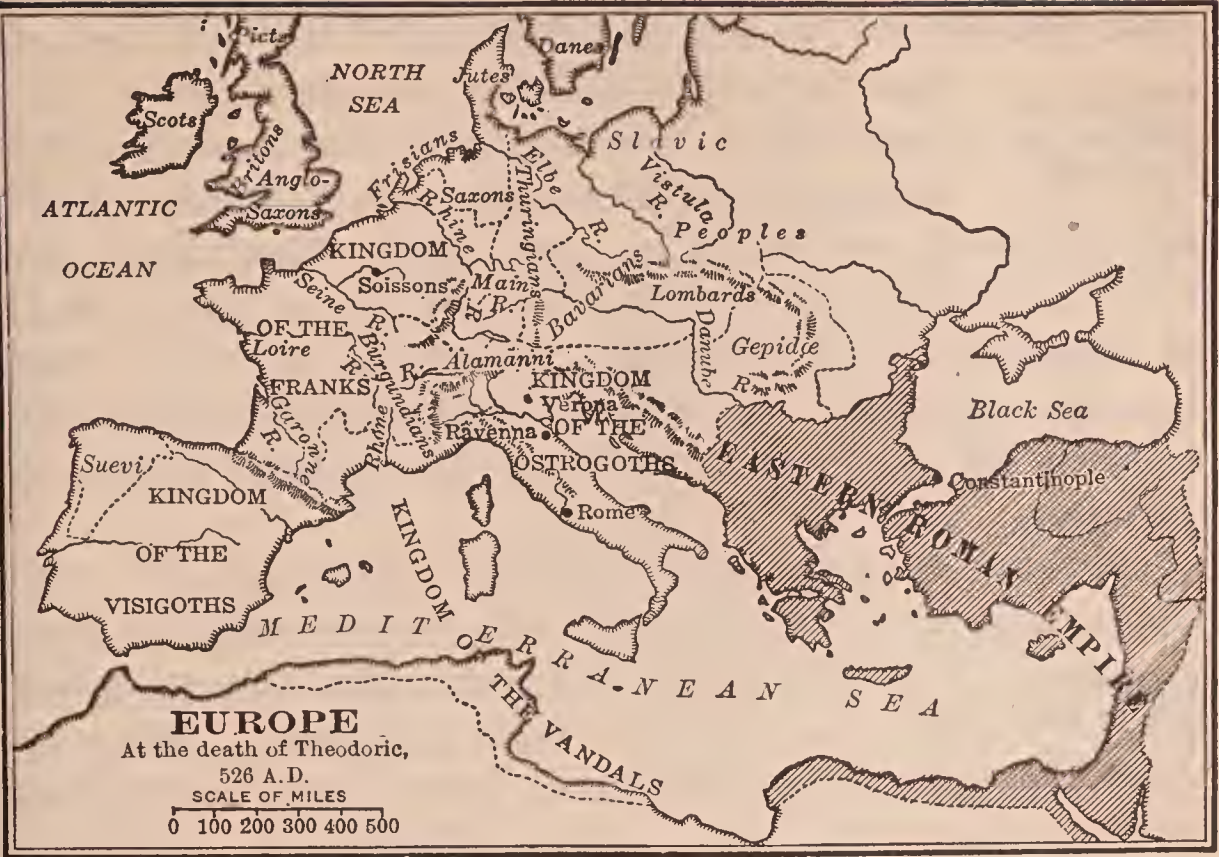 Picts
NORTH
SEA
Danes
Jutes
Scots
Britons
Anglo-
Saxons
ATLANTIC
OCEAN
Frisians
Saxons
Rhine
R.
Elbe
R.
Thuringians
Slavic
Peoples
Vistula
R.
KINGDOM
OF THE
FRANKS
Soissons
Seine
R.
Loire
R.
Main
R.
Bavarians
Lombards
Danube
R.
Gepidæ
Alamanni
Burgundians
Rhone
R.
Garonne
R.
KINGDOM
OF THE
OSTROGOTHS
Verona
Ravenna
Rome
Suevi
KINGDOM
OF THE
VISIGOTHS
KINGDOM OF
THE VANDALS
MEDITERRANEAN SEA
Black Sea
Constantinople
EASTERN ROMAN EMPIRE
EUROPE
At the death of Theodoric,
526 A.D.
SCALE OF MILES
0 100 200 300 400 500